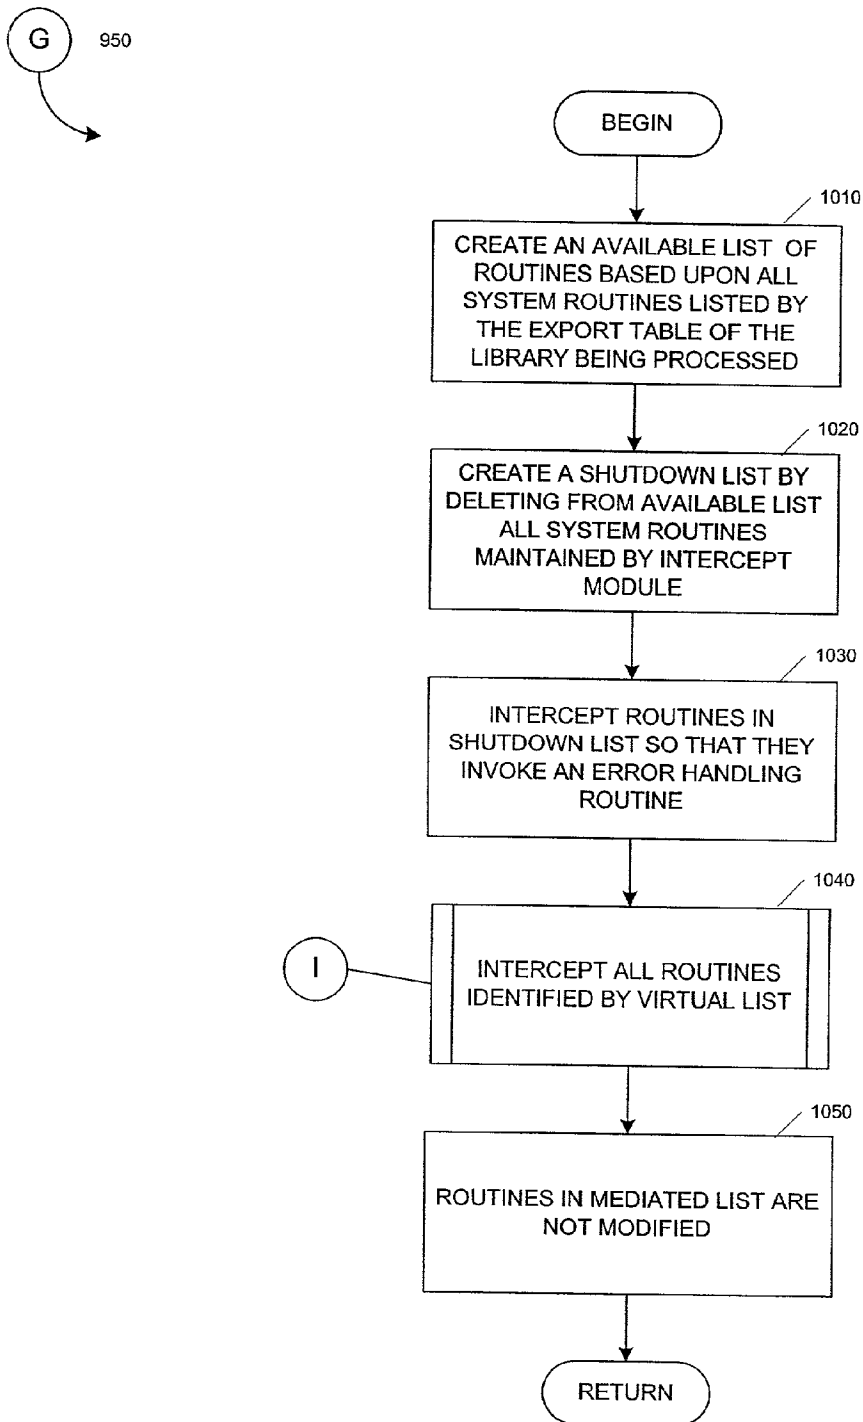 G
950
BEGIN
1010
CREATE AN AVAILABLE LIST OF
ROUTINES BASED UPON ALL
SYSTEM ROUTINES LISTED BY
THE EXPORT TABLE OF THE
LIBRARY BEING PROCESSED
1020
CREATE A SHUTDOWN LIST BY
DELETING FROM AVAILABLE LIST
ALL SYSTEM ROUTINES
MAINTAINED BY INTERCEPT
MODULE
1030
INTERCEPT ROUTINES IN
SHUTDOWN LIST SO THAT THEY
INVOKE AN ERROR HANDLING
ROUTINE
1040
I
INTERCEPT ALL ROUTINES
IDENTIFIED BY VIRTUAL LIST
1050
ROUTINES IN MEDIATED LIST ARE
NOT MODIFIED
RETURN